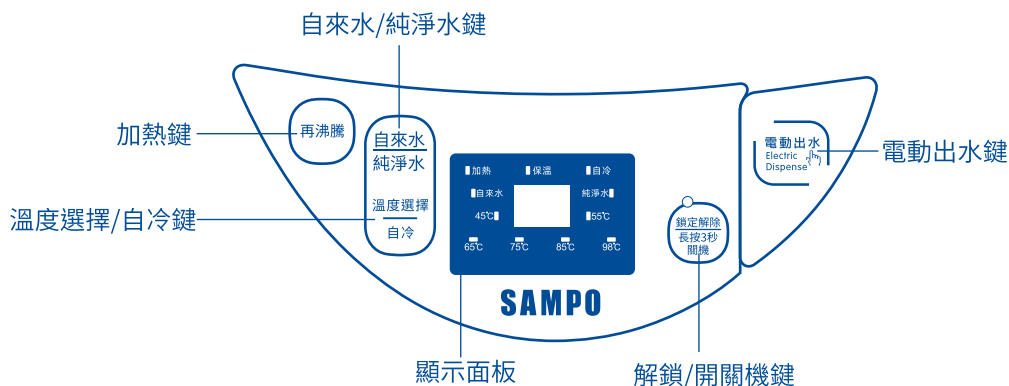 自來水/純淨水鍵
加熱鍵
再沸騰
自來水
純淨水
溫度選擇
自冷
溫度選擇/自冷鍵
加熱 保溫 自冷
自來水 純淨水
45℃ 55℃
65℃ 75℃ 85℃ 98℃
SAMPO
鎖定解除
長按3秒
關機
電動出水
Electric
Dispense
電動出水鍵
顯示面板
解鎖/開關機鍵